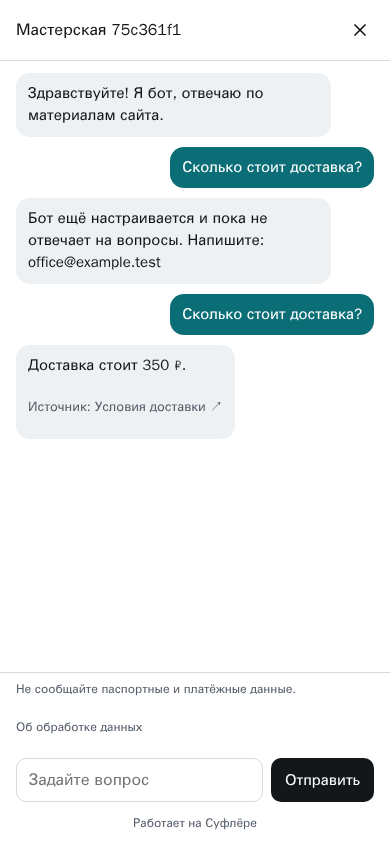 Мастерская 75c361f1
Здравствуйте! Я бот, отвечаю по
материалам сайта.
Сколько стоит доставка?
Бот ещё настраивается и пока не
отвечает на вопросы. Напишите:
office@example.test
Сколько стоит доставка?
Доставка стоит 350 ₽.
Источник: Условия доставки ↗
Не сообщайте паспортные и платёжные данные.
Об обработке данных
Задайте вопрос
Отправить
Работает на Суфлёре